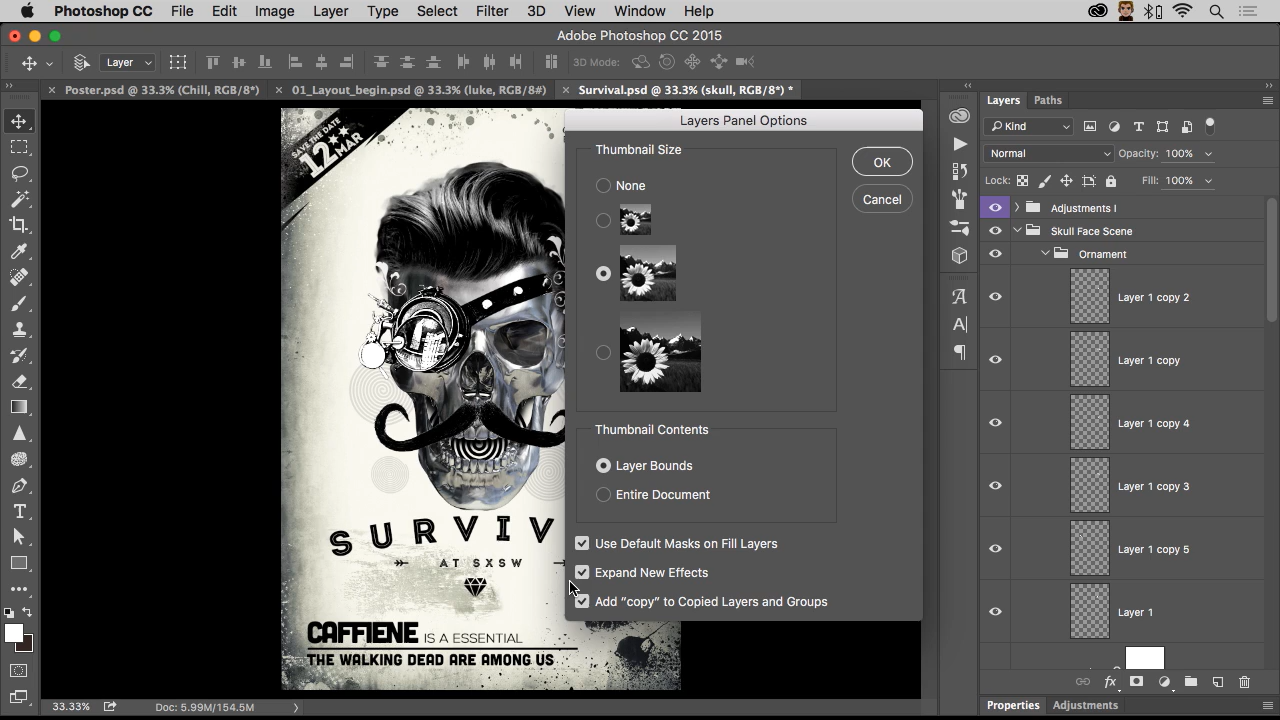 Photoshop CC File Edit Image Layer Type Select Filter 3D View Window Help
Adobe Photoshop CC 2015
Layer 3D Mode:
Poster.psd @ 33.3% (Chill, RGB/8*)
01_Layout_begin.psd @ 33.3% (luke, RGB/8#)
Survival.psd @ 33.3% (skull, RGB/8*) *
SAVE THE DATE
12 MAR
SURVIV
AT SXSW
CAFFIENE IS A ESSENTIAL
THE WALKING DEAD ARE AMONG US
33.33% Doc: 5.99M/154.5M
Layers Panel Options
Thumbnail Size
None
OK
Cancel
Thumbnail Contents
Layer Bounds
Entire Document
Use Default Masks on Fill Layers
Expand New Effects
Add “copy” to Copied Layers and Groups
Layers Paths
Kind
Normal Opacity: 100%
Lock: Fill: 100%
Adjustments I
Skull Face Scene
Ornament
Layer 1 copy 2
Layer 1 copy
Layer 1 copy 4
Layer 1 copy 3
Layer 1 copy 5
Layer 1
fx
Properties Adjustments